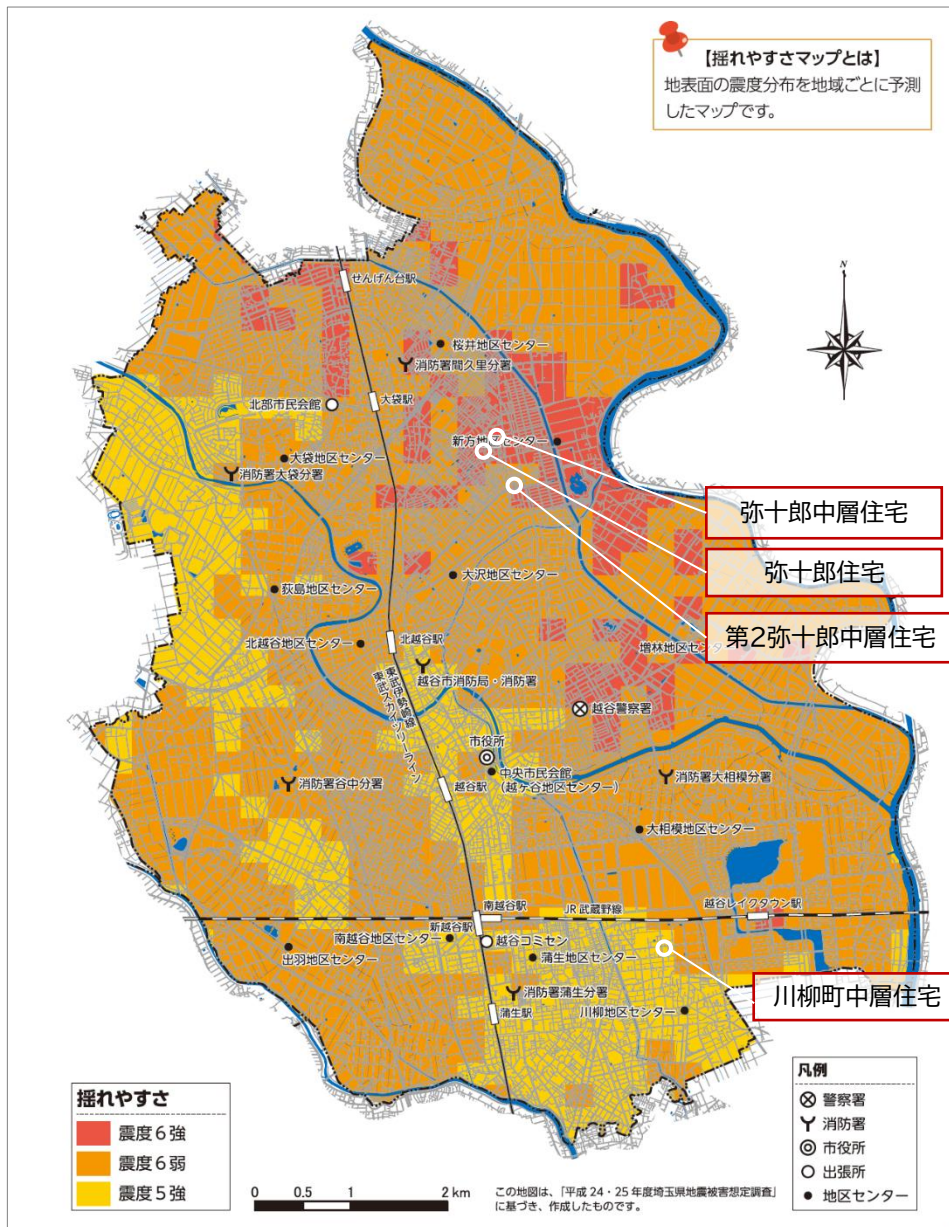 【揺れやすさマップとは】
地表面の震度分布を地域ごとに予測
したマップです。
N
せんげん台駅
桜井地区センター
消防署間久里分署
北部市民会館
大袋駅
新方地区センター
大袋地区センター
消防署大袋分署
弥十郎中層住宅
弥十郎住宅
第2弥十郎中層住宅
大沢地区センター
荻島地区センター
北越谷地区センター
北越谷駅
増林地区センタ
越谷市消防局・消防署
東武伊勢崎線
東武スカイツリーライン
越谷警察署
市役所
中央市民会館
（越ヶ谷地区センター）
消防署谷中分署
越谷駅
消防署大相模分署
大相模地区センター
南越谷駅
JR武蔵野線
越谷レイクタウン駅
新越谷駅
南越谷地区センター
越谷コミセン
出羽地区センター
蒲生地区センター
消防署蒲生分署
蒲生駅
川柳地区センター
川柳町中層住宅
揺れやすさ
震度6強
震度6弱
震度5強
0 0.5 1 2 km
この地図は、「平成24・25年度埼玉県地震被害想定調査」
に基づき、作成したものです。
凡例
警察署
消防署
市役所
出張所
地区センター